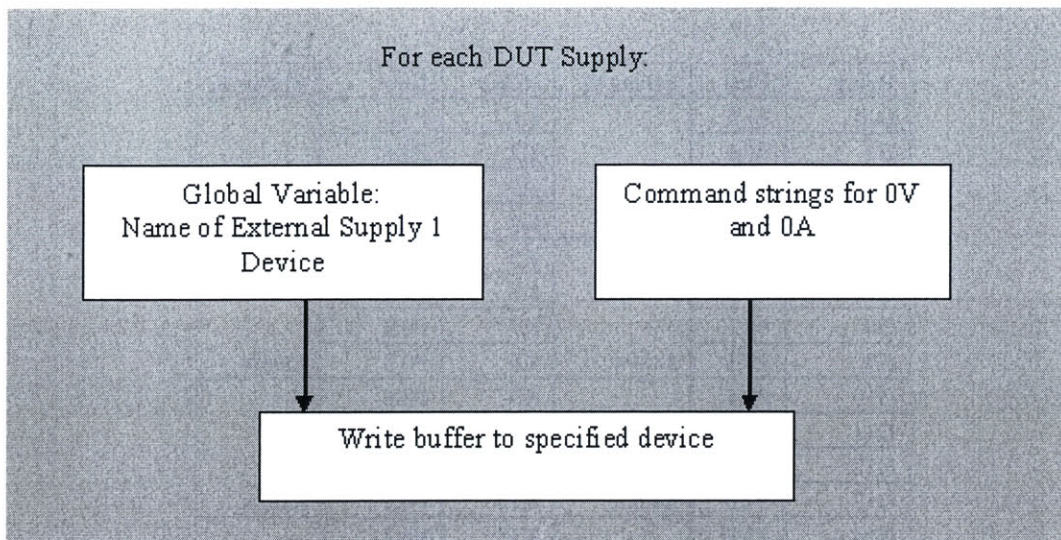 For each DUT Supply:
Global Variable:
Name of External Supply 1
Device
Command strings for 0V
and 0A
Write buffer to specified device